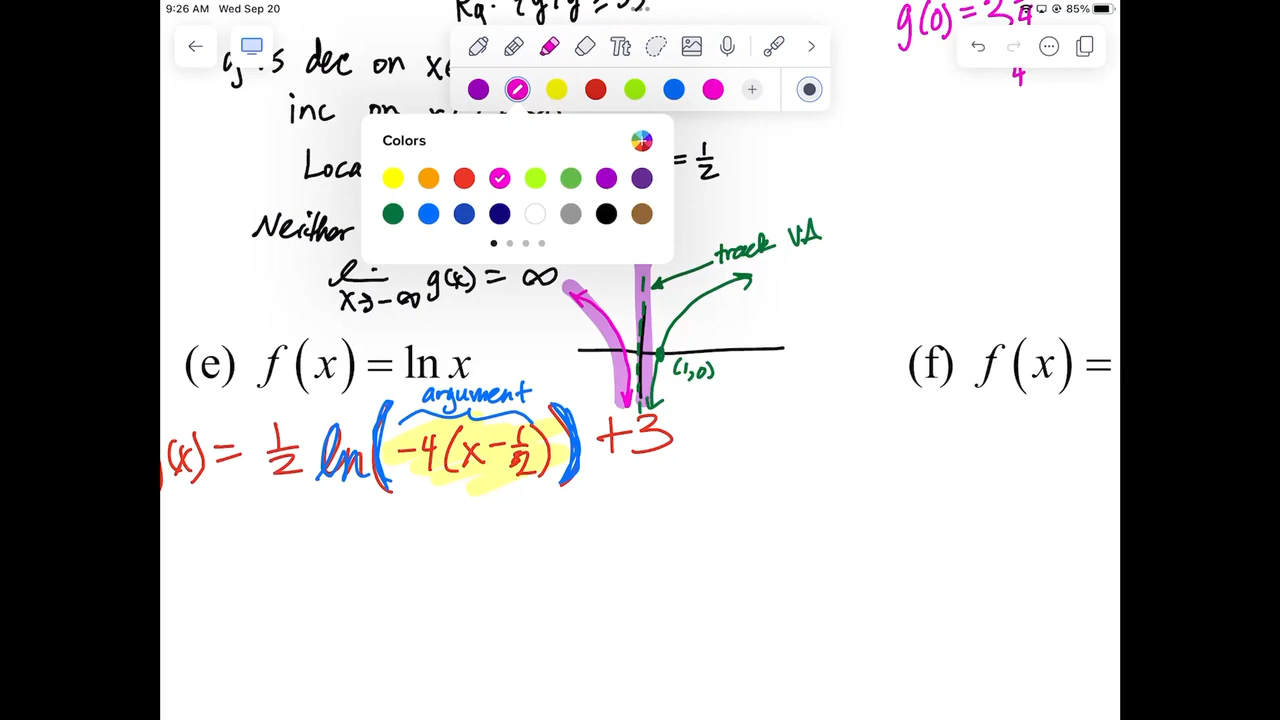 9:26 AM Wed Sep 20
85%
g(0) = 2
4
dec on
inc on
Colors
= 1/2
Neither
lim x→-∞ g(x) = ∞
track VA
(1,0)
(e) f(x) = ln x
(f) f(x) =
argument
(x) = 1/2 ln(-4(x - 1/2)) + 3
Tt